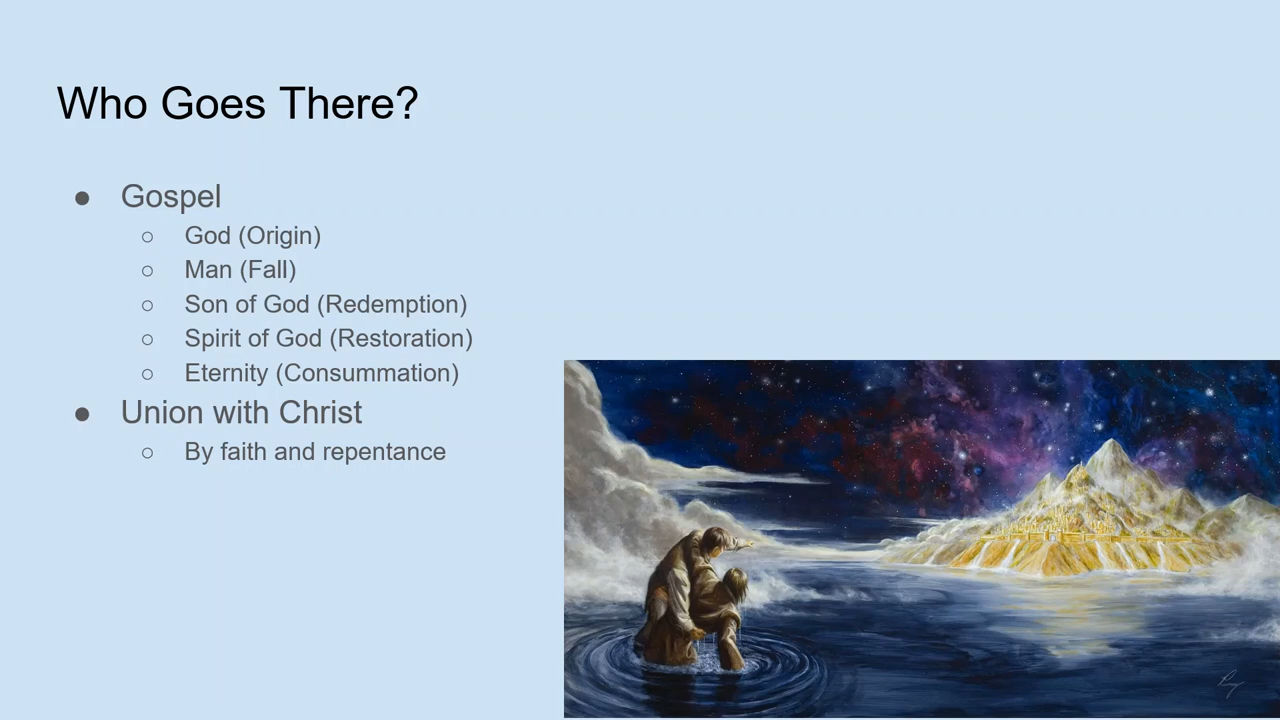 Who Goes There?
● Gospel
○ God (Origin)
○ Man (Fall)
○ Son of God (Redemption)
○ Spirit of God (Restoration)
○ Eternity (Consummation)
● Union with Christ
○ By faith and repentance